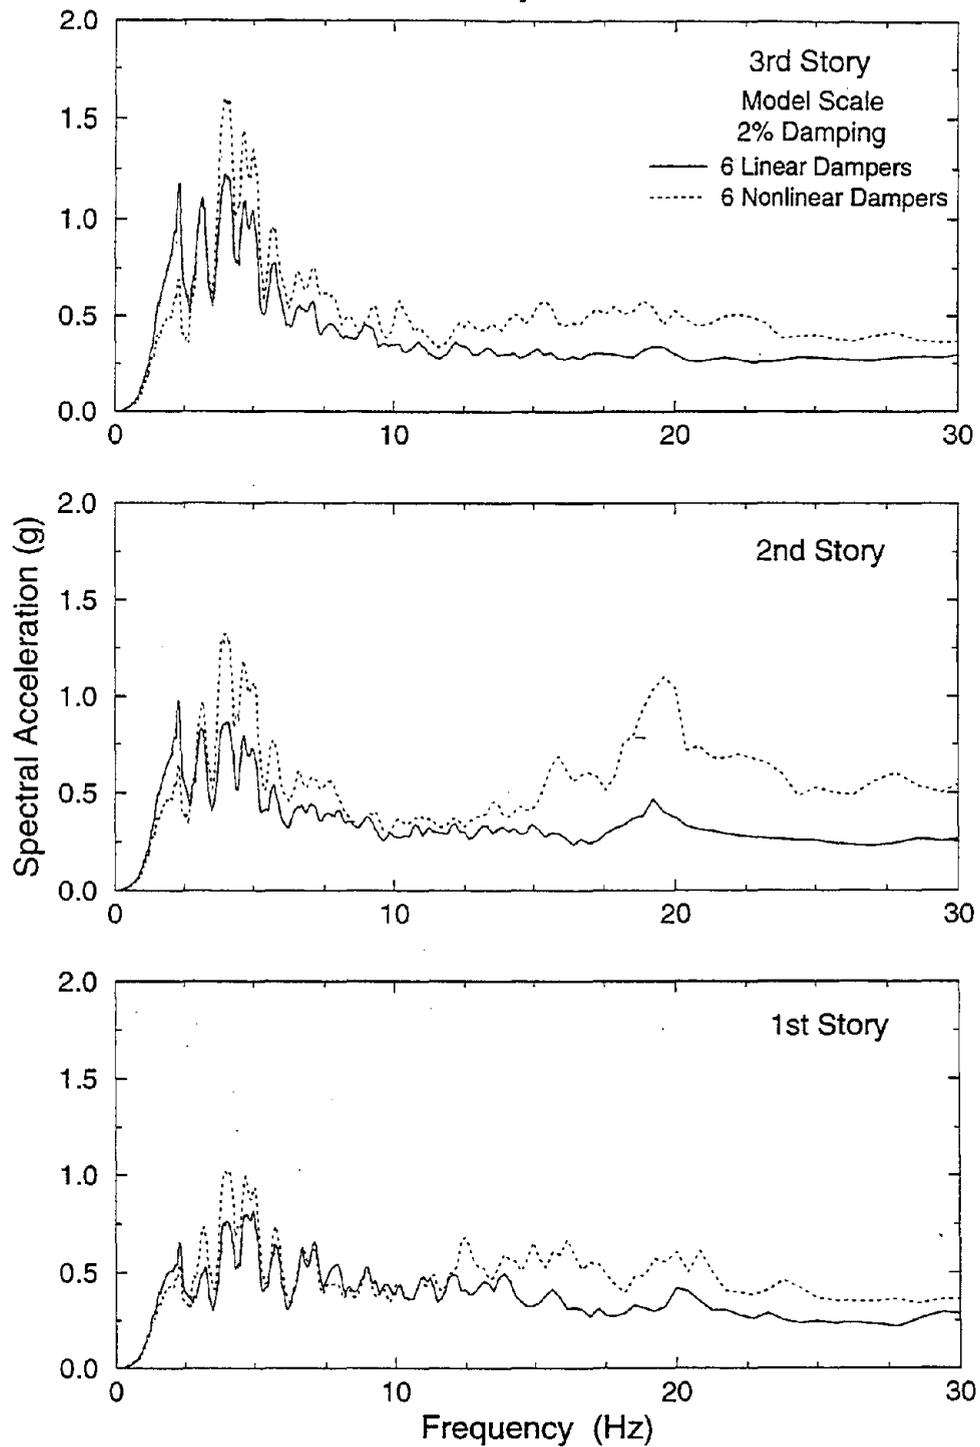 2.0
3rd Story
Model Scale
1.5
2% Damping
6 Linear Dampers
6 Nonlinear Dampers
1.0
0.5
0.0
0 10 20 30
Spectral Acceleration (g)
2.0
2nd Story
1.5
1.0
0.5
0.0
0 10 20 30
2.0
1st Story
1.5
1.0
0.5
0.0
0 10 20 30
Frequency (Hz)